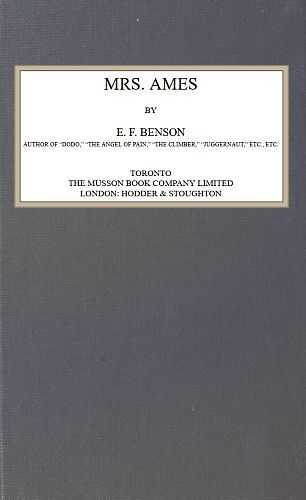 MRS. AMES
BY
E. F. BENSON
AUTHOR OF "DODO," "THE ANGEL OF PAIN," "THE CLIMBER," "JUGGERNAUT," ETC., ETC.
TORONTO
THE MUSSON BOOK COMPANY LIMITED
LONDON: HODDER & STOUGHTON